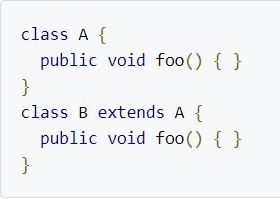 class A {
  public void foo() { }
}
class B extends A {
  public void foo() { }
}